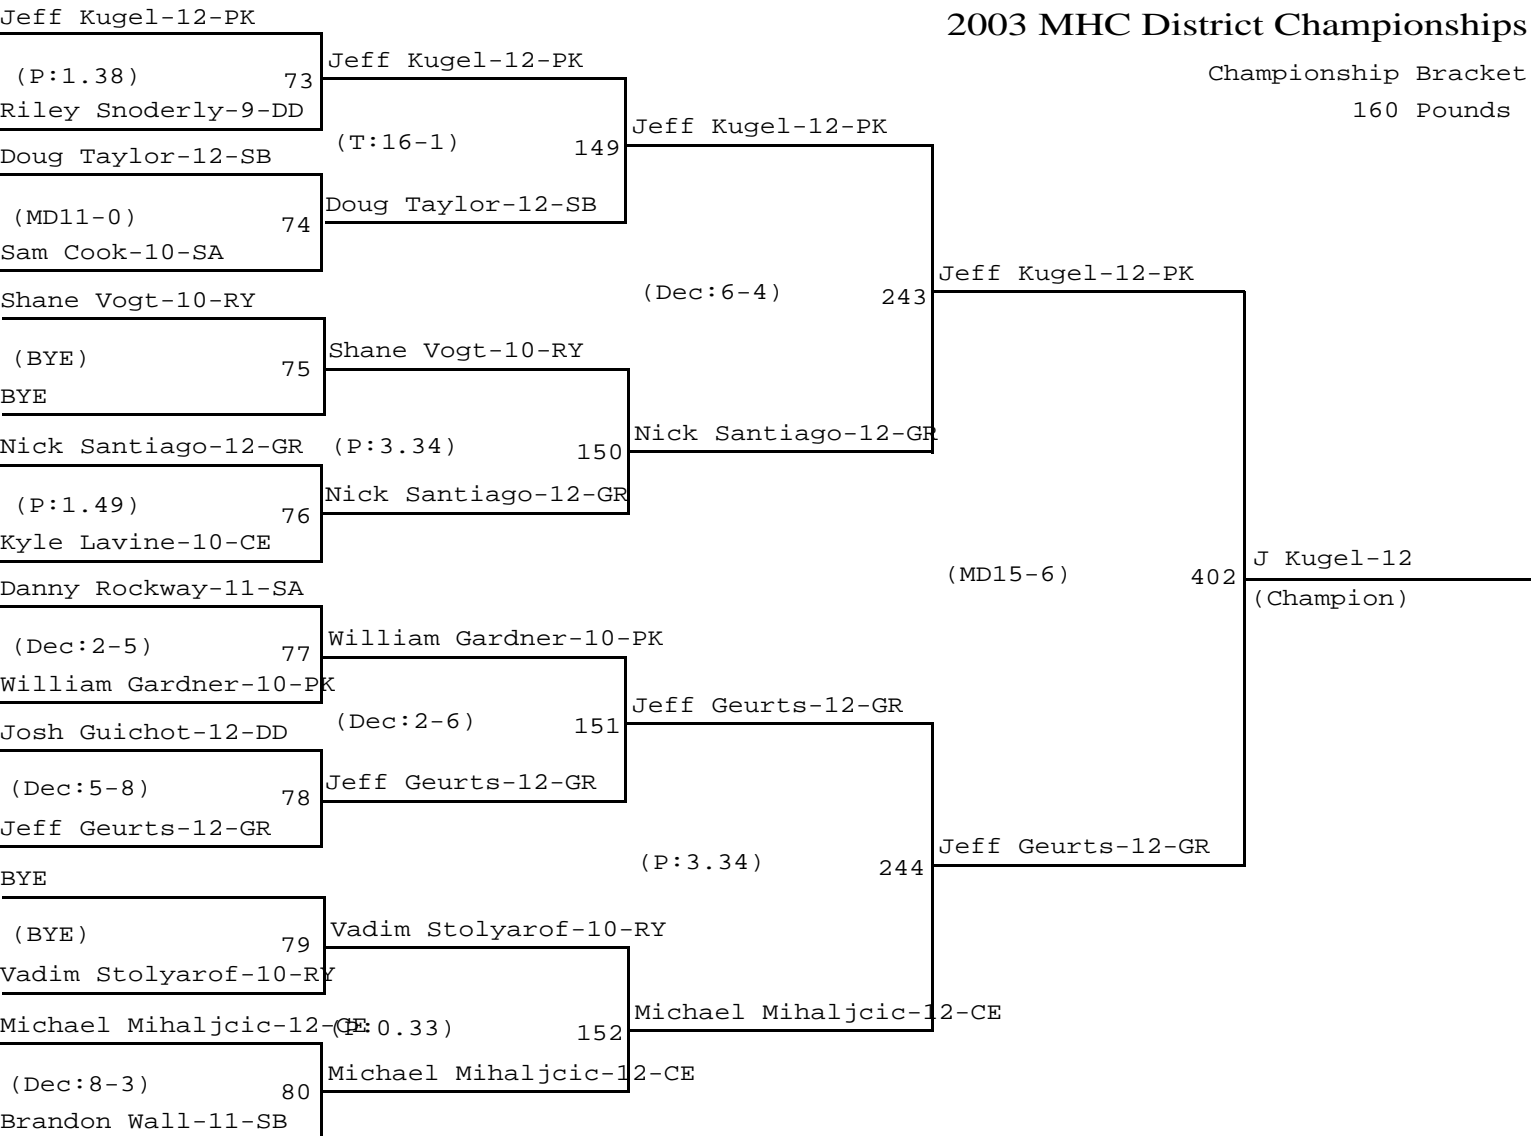 2003 MHC District Championships
Championship Bracket
160 Pounds
Jeff Kugel-12-PK
(P:1.38)
73
Riley Snoderly-9-DD
Doug Taylor-12-SB
(MD11-0)
74
Sam Cook-10-SA
Shane Vogt-10-RY
(BYE)
75
BYE
Nick Santiago-12-GR
(P:1.49)
76
Kyle Lavine-10-CE
Danny Rockway-11-SA
(Dec:2-5)
77
William Gardner-10-PK
Josh Guichot-12-DD
(Dec:5-8)
78
Jeff Geurts-12-GR
BYE
(BYE)
79
Vadim Stolyarof-10-RY
Michael Mihaljcic-12-CE
(Dec:8-3)
80
Brandon Wall-11-SB
Jeff Kugel-12-PK
(T:16-1)
149
Doug Taylor-12-SB
Shane Vogt-10-RY
(P:3.34)
150
Nick Santiago-12-GR
William Gardner-10-PK
(Dec:2-6)
151
Jeff Geurts-12-GR
Vadim Stolyarof-10-RY
(P:0.33)
152
Michael Mihaljcic-12-CE
Jeff Kugel-12-PK
(Dec:6-4)
243
Nick Santiago-12-GR
Jeff Geurts-12-GR
(P:3.34)
244
Michael Mihaljcic-12-CE
Jeff Kugel-12-PK
(MD15-6)
402
Jeff Geurts-12-GR
J Kugel-12
(Champion)